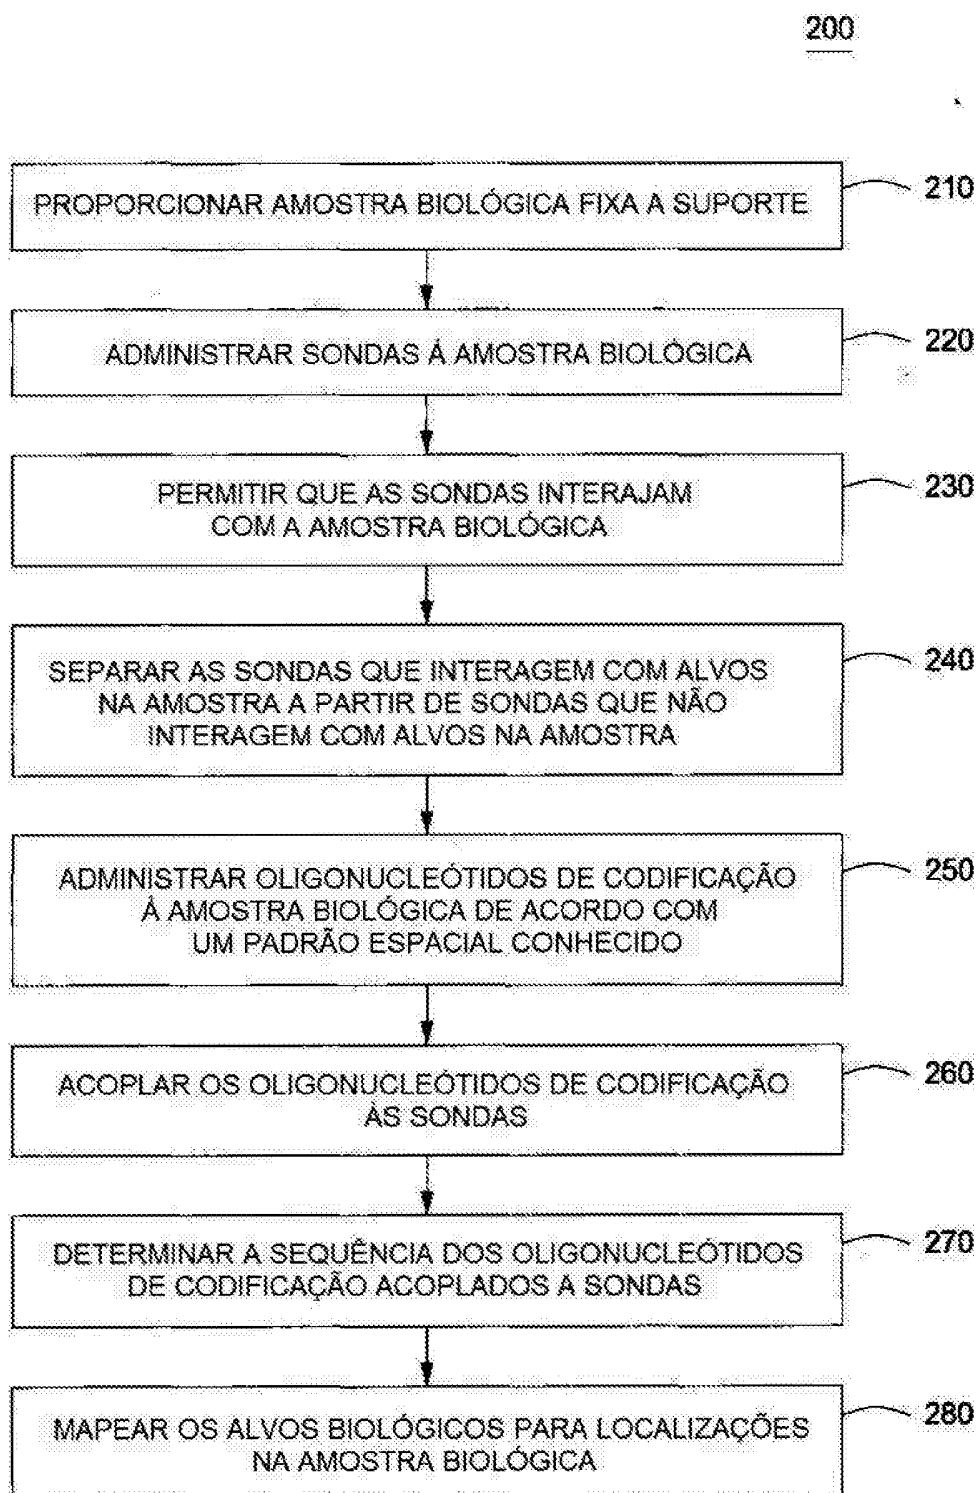 200
PROPORCIONAR AMOSTRA BIOLÓGICA FIXA A SUPORTE
210
ADMINISTRAR SONDAS À AMOSTRA BIOLÓGICA
220
PERMITIR QUE AS SONDAS INTERAJAM
COM A AMOSTRA BIOLÓGICA
230
SEPARAR AS SONDAS QUE INTERAGEM COM ALVOS
NA AMOSTRA A PARTIR DE SONDAS QUE NÃO
INTERAGEM COM ALVOS NA AMOSTRA
240
ADMINISTRAR OLIGONUCLEÓTIDOS DE CODIFICAÇÃO
À AMOSTRA BIOLÓGICA DE ACORDO COM
UM PADRÃO ESPACIAL CONHECIDO
250
ACOPLAR OS OLIGONUCLEÓTIDOS DE CODIFICAÇÃO
ÀS SONDAS
260
DETERMINAR A SEQUÊNCIA DOS OLIGONUCLEÓTIDOS
DE CODIFICAÇÃO ACOPLADOS A SONDAS
270
MAPEAR OS ALVOS BIOLÓGICOS PARA LOCALIZAÇÕES
NA AMOSTRA BIOLÓGICA
280